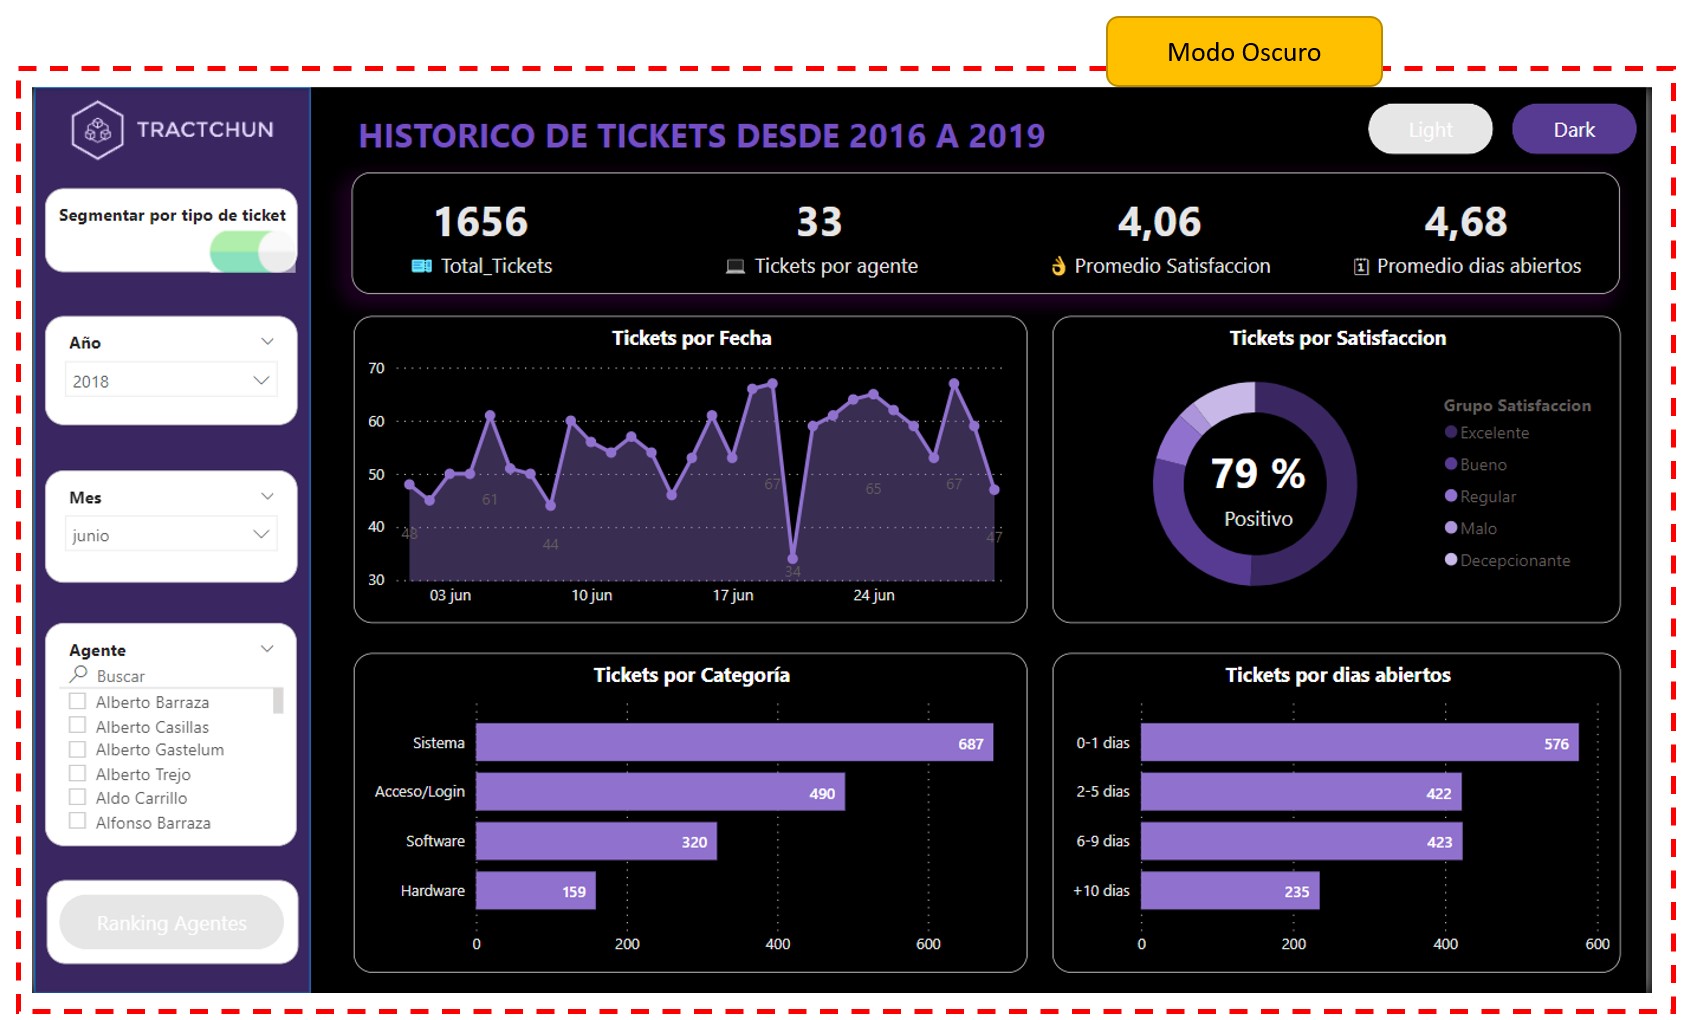 Modo Oscuro
TRACTCHUN
HISTORICO DE TICKETS DESDE 2016 A 2019
Light
Dark
Segmentar por tipo de ticket
1656
Total_Tickets
33
Tickets por agente
4,06
Promedio Satisfaccion
4,68
Promedio dias abiertos
Año
2018
Mes
junio
Agente
Buscar
Alberto Barraza
Alberto Casillas
Alberto Gastelum
Alberto Trejo
Aldo Carrillo
Alfonso Barraza
Ranking Agentes
Tickets por Fecha
70
60
50
40
30
48
61
44
67
34
65
67
47
03 jun
10 jun
17 jun
24 jun
Tickets por Satisfaccion
79 %
Positivo
Grupo Satisfaccion
Excelente
Bueno
Regular
Malo
Decepcionante
Tickets por Categoría
Sistema
687
Acceso/Login
490
Software
320
Hardware
159
0
200
400
600
Tickets por dias abiertos
0-1 dias
576
2-5 dias
422
6-9 dias
423
+10 dias
235
0
200
400
600